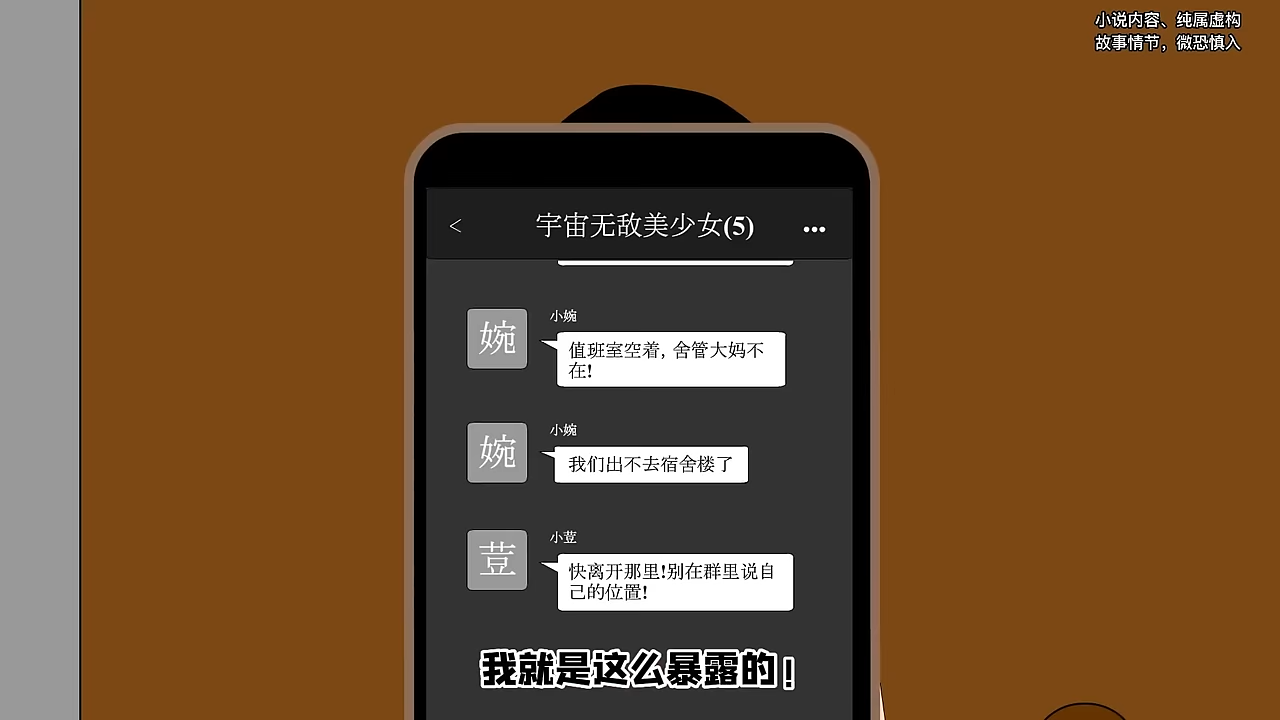 小说内容、纯属虚构
故事情节，微恐慎入
< 宇宙无敌美少女(5) •••
婉
小婉
值班室空着, 舍管大妈不
在!
婉
小婉
我们出不去宿舍楼了
荳
小荳
快离开那里!别在群里说自
己的位置!
我就是这么暴露的!